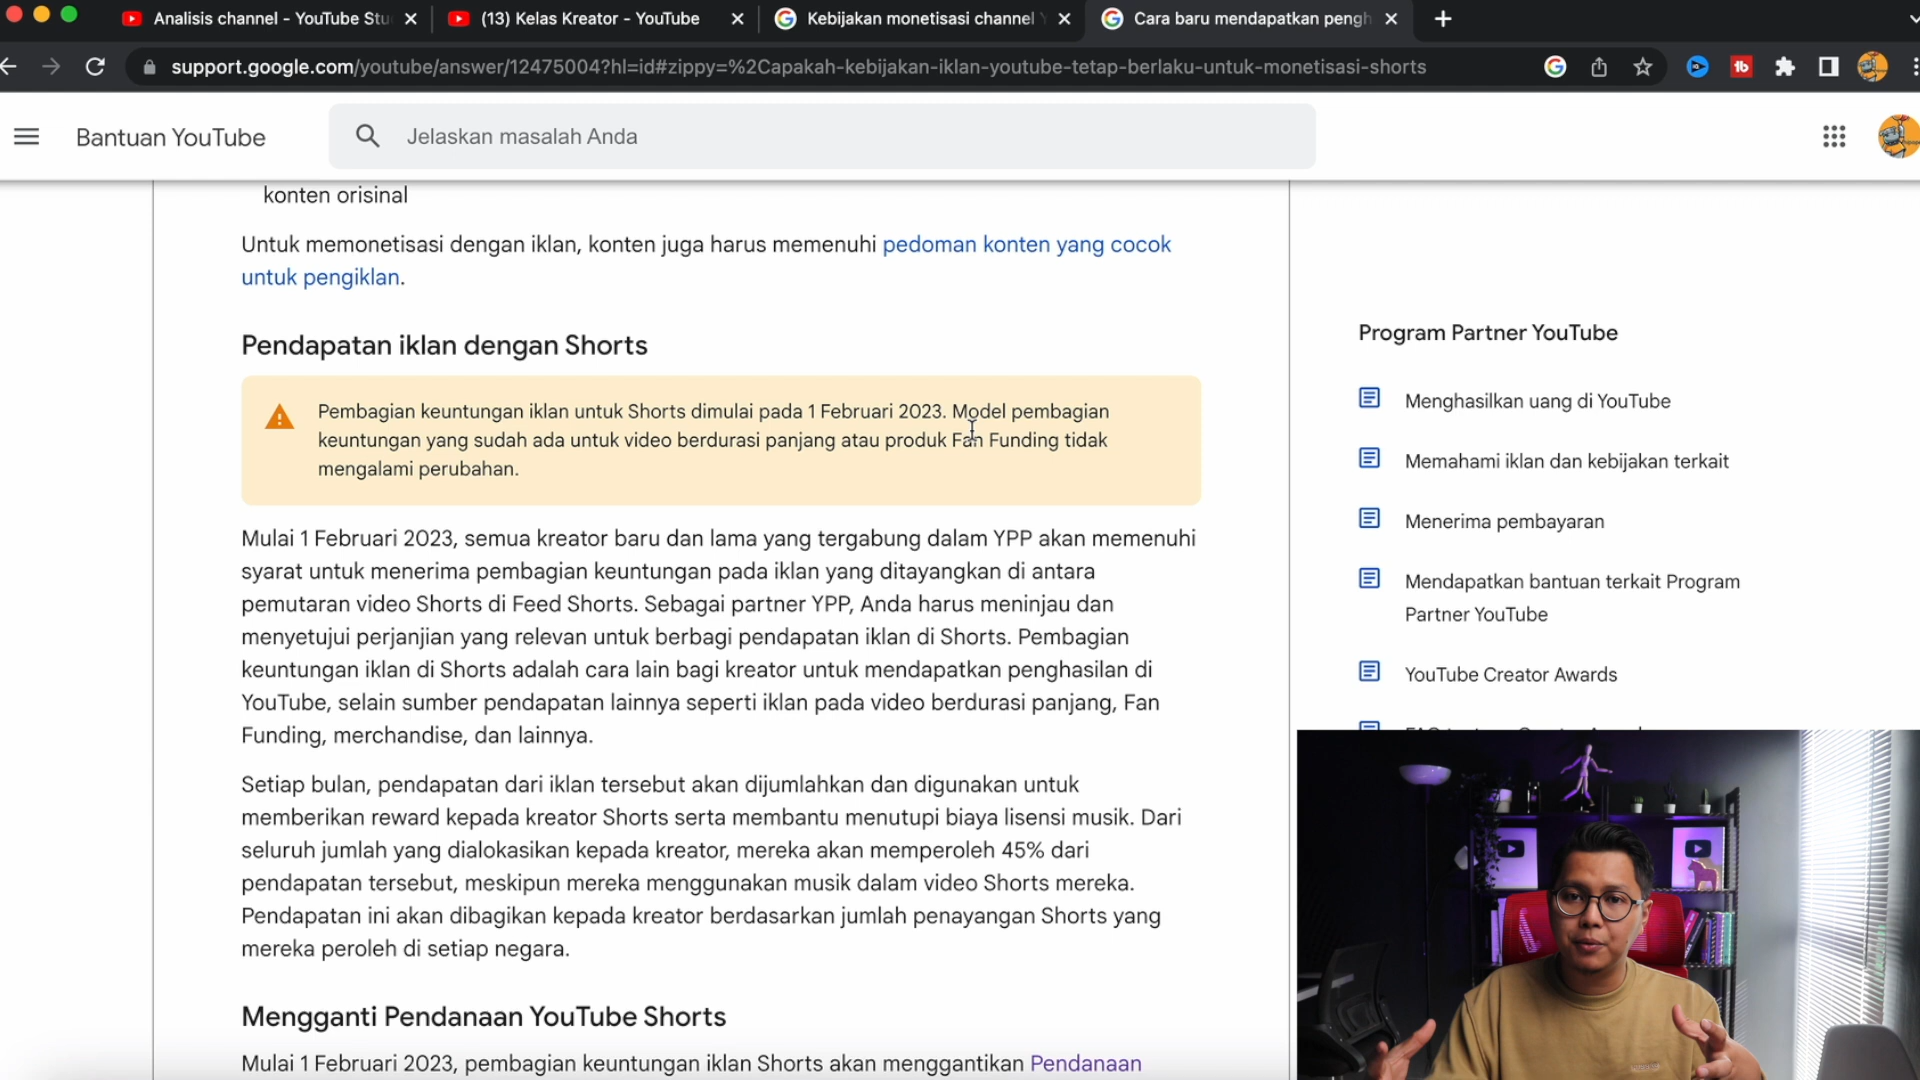 Analisis channel - YouTube Stu
(13) Kelas Kreator - YouTube
Kebijakan monetisasi channel Y
Cara baru mendapatkan pengh
support.google.com/youtube/answer/12475004?hl=id#zippy=%2Capakah-kebijakan-iklan-youtube-tetap-berlaku-untuk-monetisasi-shorts
Bantuan YouTube
Jelaskan masalah Anda
konten orisinal
Untuk memonetisasi dengan iklan, konten juga harus memenuhi pedoman konten yang cocok
untuk pengiklan.
Pendapatan iklan dengan Shorts
Pembagian keuntungan iklan untuk Shorts dimulai pada 1 Februari 2023. Model pembagian
keuntungan yang sudah ada untuk video berdurasi panjang atau produk Fan Funding tidak
mengalami perubahan.
Mulai 1 Februari 2023, semua kreator baru dan lama yang tergabung dalam YPP akan memenuhi
syarat untuk menerima pembagian keuntungan pada iklan yang ditayangkan di antara
pemutaran video Shorts di Feed Shorts. Sebagai partner YPP, Anda harus meninjau dan
menyetujui perjanjian yang relevan untuk berbagi pendapatan iklan di Shorts. Pembagian
keuntungan iklan di Shorts adalah cara lain bagi kreator untuk mendapatkan penghasilan di
YouTube, selain sumber pendapatan lainnya seperti iklan pada video berdurasi panjang, Fan
Funding, merchandise, dan lainnya.
Setiap bulan, pendapatan dari iklan tersebut akan dijumlahkan dan digunakan untuk
memberikan reward kepada kreator Shorts serta membantu menutupi biaya lisensi musik. Dari
seluruh jumlah yang dialokasikan kepada kreator, mereka akan memperoleh 45% dari
pendapatan tersebut, meskipun mereka menggunakan musik dalam video Shorts mereka.
Pendapatan ini akan dibagikan kepada kreator berdasarkan jumlah penayangan Shorts yang
mereka peroleh di setiap negara.
Mengganti Pendanaan YouTube Shorts
Mulai 1 Februari 2023, pembagian keuntungan iklan Shorts akan menggantikan Pendanaan
Program Partner YouTube
Menghasilkan uang di YouTube
Memahami iklan dan kebijakan terkait
Menerima pembayaran
Mendapatkan bantuan terkait Program
Partner YouTube
YouTube Creator Awards